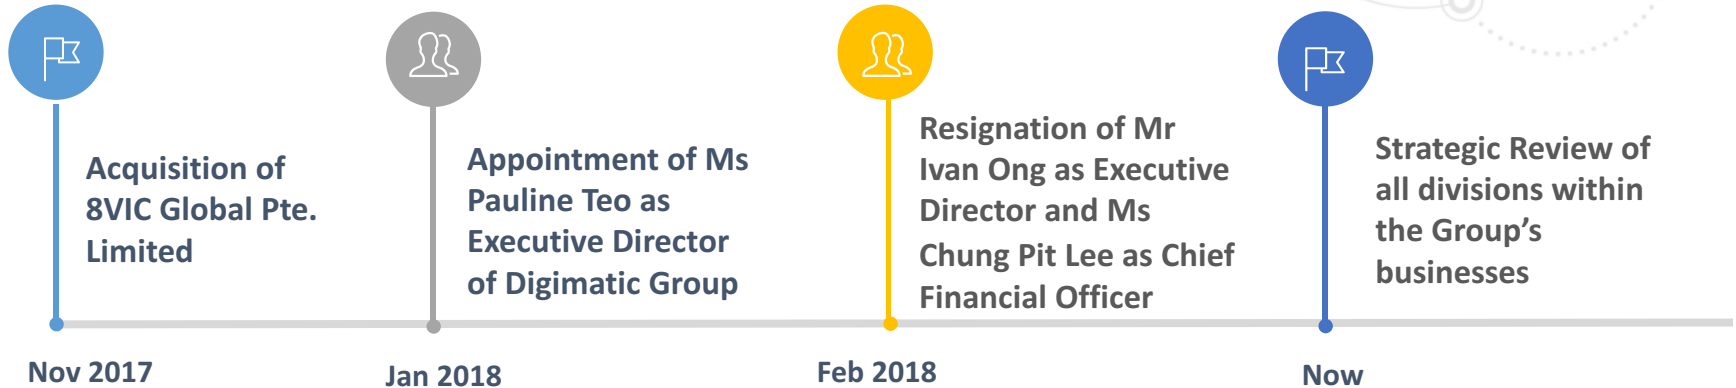 Acquisition of
8VIC Global Pte.
Limited
Nov 2017
Appointment of Ms
Pauline Teo as
Executive Director
of Digimatic Group
Jan 2018
Resignation of Mr
Ivan Ong as Executive
Director and Ms
Chung Pit Lee as Chief
Financial Officer
Feb 2018
Strategic Review of
all divisions within
the Group’s
businesses
Now